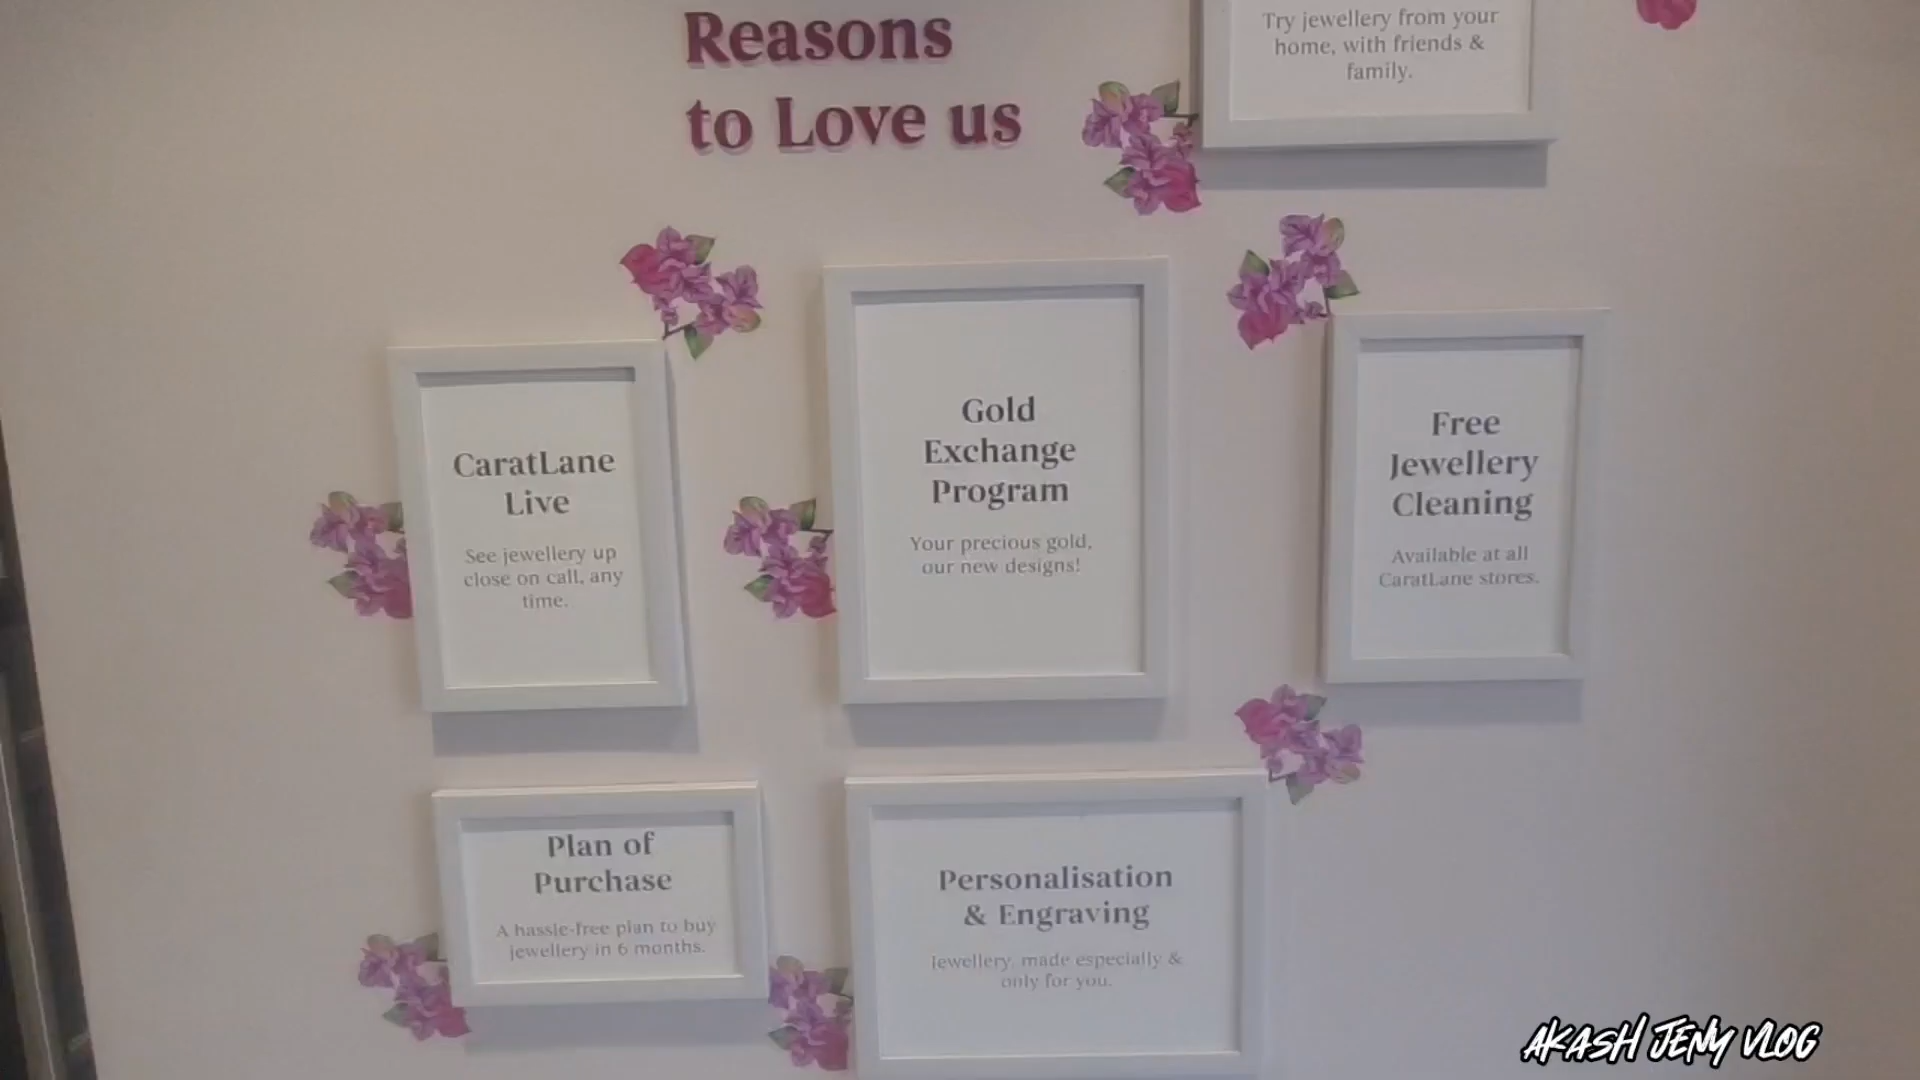 Reasons
to Love us
Try jewellery from your
home, with friends &
family.
CaratLane
Live
See jewellery up
close on call, any
time.
Gold
Exchange
Program
Your precious gold,
our new designs!
Free
Jewellery
Cleaning
Available at all
CaratLane stores.
Plan of
Purchase
A hassle-free plan to buy
jewellery in 6 months.
Personalisation
& Engraving
Jewellery, made especially &
only for you.
AKASH JENY VLOG